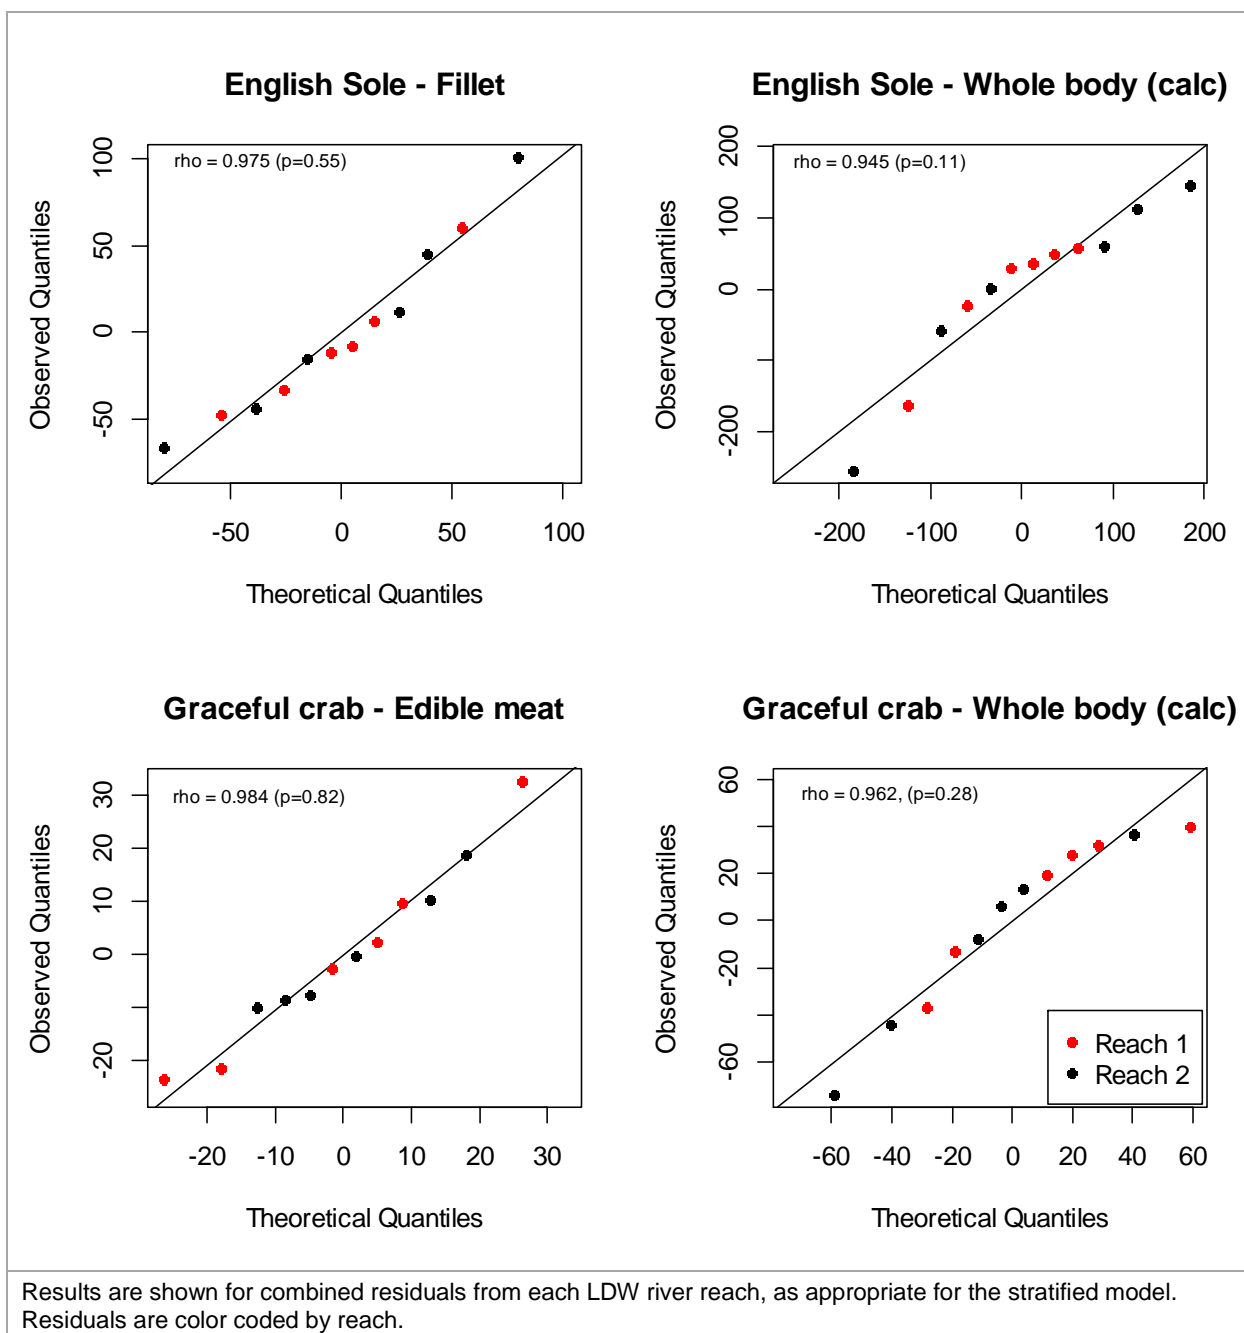 English Sole - Fillet
rho = 0.975 (p=0.55)
Observed Quantiles
100
50
0
-50
-50 0 50 100
Theoretical Quantiles
English Sole - Whole body (calc)
rho = 0.945 (p=0.11)
Observed Quantiles
200
100
0
-200
-200 -100 0 100 200
Theoretical Quantiles
Graceful crab - Edible meat
rho = 0.984 (p=0.82)
Observed Quantiles
30
20
10
0
-20
-20 -10 0 10 20 30
Theoretical Quantiles
Graceful crab - Whole body (calc)
rho = 0.962, (p=0.28)
Observed Quantiles
60
20
0
-20
-60
-60 -40 -20 0 20 40 60
Theoretical Quantiles
Reach 1
Reach 2
Results are shown for combined residuals from each LDW river reach, as appropriate for the stratified model.
Residuals are color coded by reach.